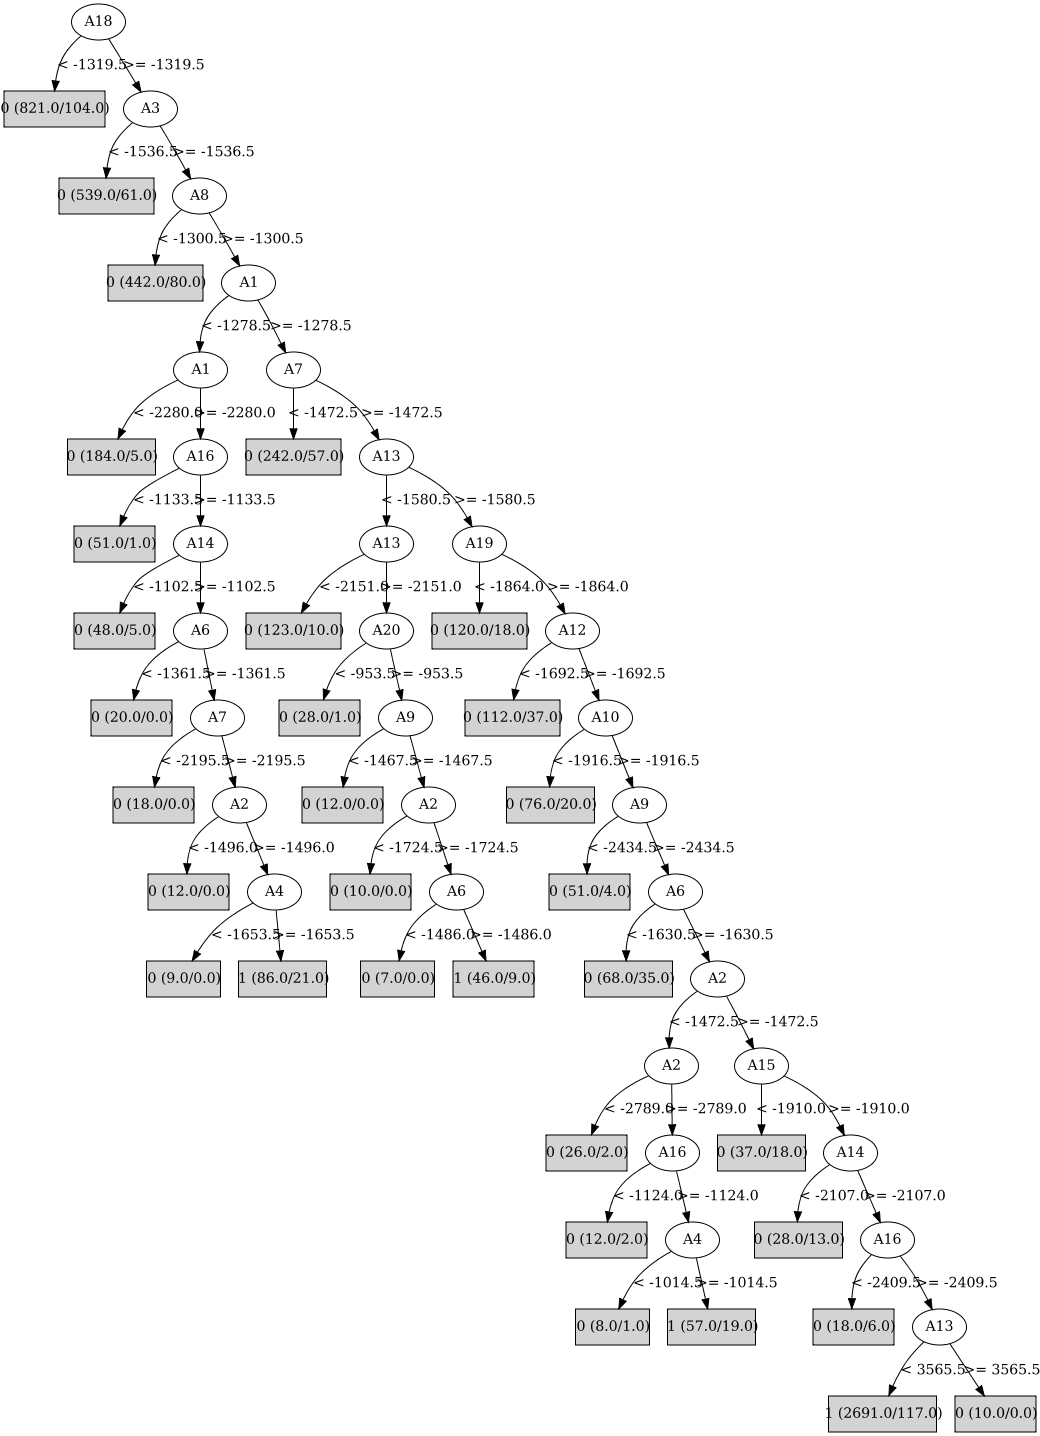 A18
< -1319.5 >= -1319.5
0 (821.0/104.0) A3
< -1536.5 >= -1536.5
0 (539.0/61.0) A8
< -1300.5 >= -1300.5
0 (442.0/80.0) A1
< -1278.5 >= -1278.5
A1 A7
< -2280.0 >= -2280.0 < -1472.5 >= -1472.5
0 (184.0/5.0) A16 0 (242.0/57.0) A13
< -1133.5 >= -1133.5 < -1580.5 >= -1580.5
0 (51.0/1.0) A14 A13 A19
< -1102.5 >= -1102.5 < -2151.0 >= -2151.0 < -1864.0 >= -1864.0
0 (48.0/5.0) A6 0 (123.0/10.0) A20 0 (120.0/18.0) A12
< -1361.5 >= -1361.5 < -953.5 >= -953.5 < -1692.5 >= -1692.5
0 (20.0/0.0) A7 0 (28.0/1.0) A9 0 (112.0/37.0) A10
< -2195.5 >= -2195.5 < -1467.5 >= -1467.5 < -1916.5 >= -1916.5
0 (18.0/0.0) A2 0 (12.0/0.0) A2 0 (76.0/20.0) A9
< -1496.0 >= -1496.0 < -1724.5 >= -1724.5 < -2434.5 >= -2434.5
0 (12.0/0.0) A4 0 (10.0/0.0) A6 0 (51.0/4.0) A6
< -1653.5 >= -1653.5 < -1486.0 >= -1486.0 < -1630.5 >= -1630.5
0 (9.0/0.0) 1 (86.0/21.0) 0 (7.0/0.0) 1 (46.0/9.0) 0 (68.0/35.0) A2
< -1472.5 >= -1472.5
A2 A15
< -2789.0 >= -2789.0 < -1910.0 >= -1910.0
0 (26.0/2.0) A16 0 (37.0/18.0) A14
< -1124.0 >= -1124.0 < -2107.0 >= -2107.0
0 (12.0/2.0) A4 0 (28.0/13.0) A16
< -1014.5 >= -1014.5 < -2409.5 >= -2409.5
0 (8.0/1.0) 1 (57.0/19.0) 0 (18.0/6.0) A13
< 3565.5 >= 3565.5
1 (2691.0/117.0) 0 (10.0/0.0)